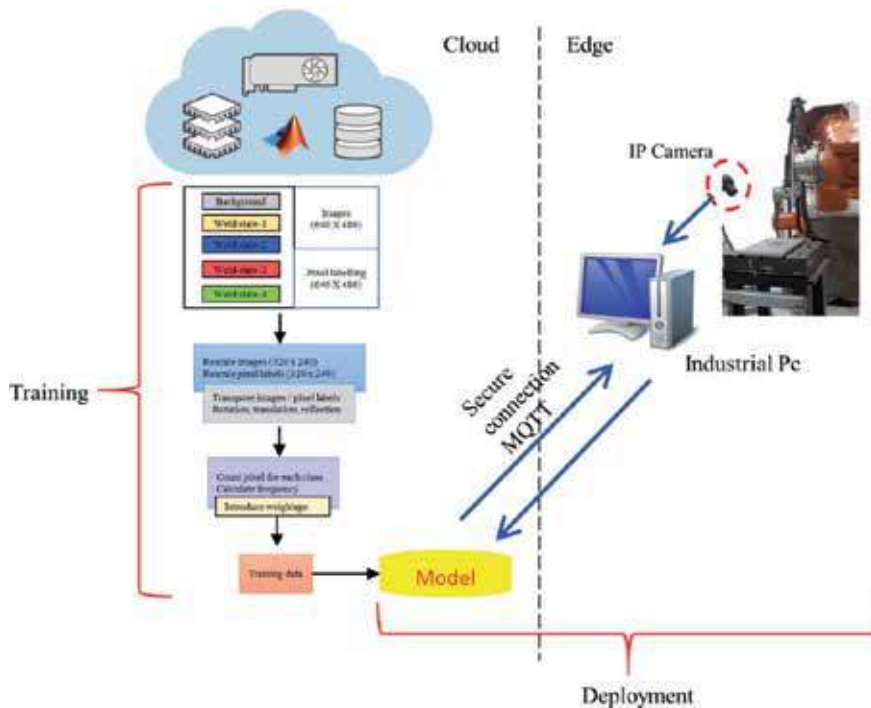 Cloud
Edge
IP Camera
Background
Weld state-1
Weld state-2
Weld state-3
Weld state-4
Images
(640 X 480)
Pixel labelling
(640 X 480)
Industrial Pc
Secure
connection
MQTT
Training
Rescale images (320 x 240)
Rescale pixel labels (320 x 240)
Transpose images / pixel labels
Rotation, translation, reflection
Count pixel for each class
Calculate frequency
Introduce weightage
Training data
Model
Deployment